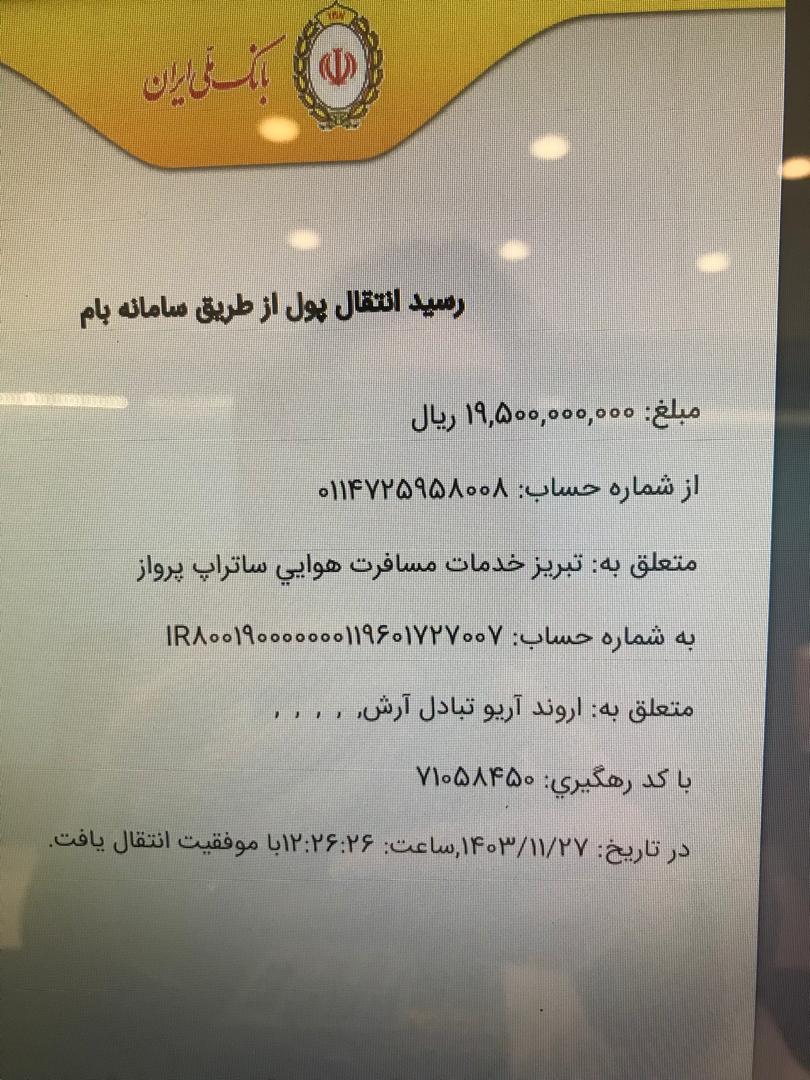 بانک ملی ایران
رسید انتقال پول از طریق سامانه بام
مبلغ: ۱۹,۵۰۰,۰۰۰,۰۰۰ ریال
از شماره حساب: ۰۱۱۴۷۲۵۹۵۸۰۰۸
متعلق به: تبریز خدمات مسافرت هوايي ساتراپ پرواز
به شماره حساب: IR۸۰۰۱۹۰۰۰۰۰۰۰۰۱۱۹۶۰۱۷۲۷۰۰۷
متعلق به: اروند آریو تبادل آرش, , , , ,
با کد رهگيري: ۷۱۰۵۸۴۵۰
در تاریخ: ۱۴۰۳/۱۱/۲۷,ساعت: ۱۲:۲۶:۲۶با موفقیت انتقال یافت.